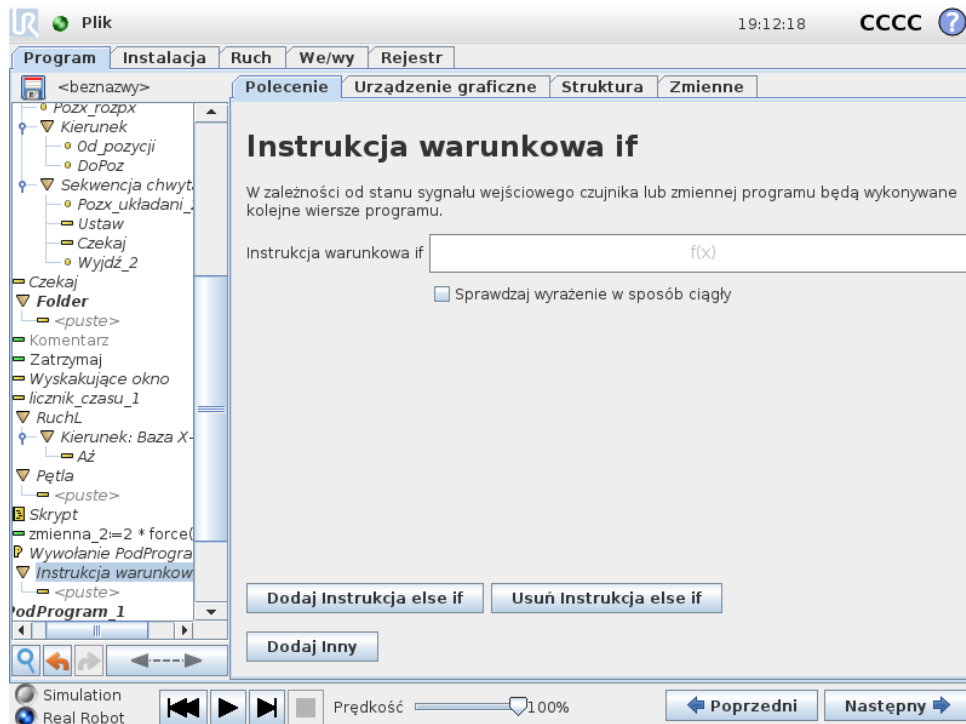 UR Plik 19:12:18 CCCC ?
Program Instalacja Ruch We/wy Rejestr
<beznazwy>
Polecenie Urządzenie graficzne Struktura Zmienne
Pozx_rozpx
Kierunek
Od_pozycji
DoPoz
Sekwencja chwyta
Pozx_układani_z
Ustaw
Czekaj
Wyjdź_2
Czekaj
Folder
<puste>
Komentarz
Zatrzymaj
Wyskakujące okno
licznik_czasu_1
RuchL
Kierunek: Baza X-
Aż
Pętla
<puste>
Skrypt
zmienna_2:=2 * force(
Wywołanie PodProgra
Instrukcja warunkow
<puste>
PodProgram_1
Instrukcja warunkowa if
W zależności od stanu sygnału wejściowego czujnika lub zmiennej programu będą wykonywane
kolejne wiersze programu.
Instrukcja warunkowa if f(x)
Sprawdzaj wyrażenie w sposób ciągły
Dodaj Instrukcja else if Usuń Instrukcja else if
Dodaj Inny
Simulation
Real Robot
Prędkość 100%
Poprzedni Następny